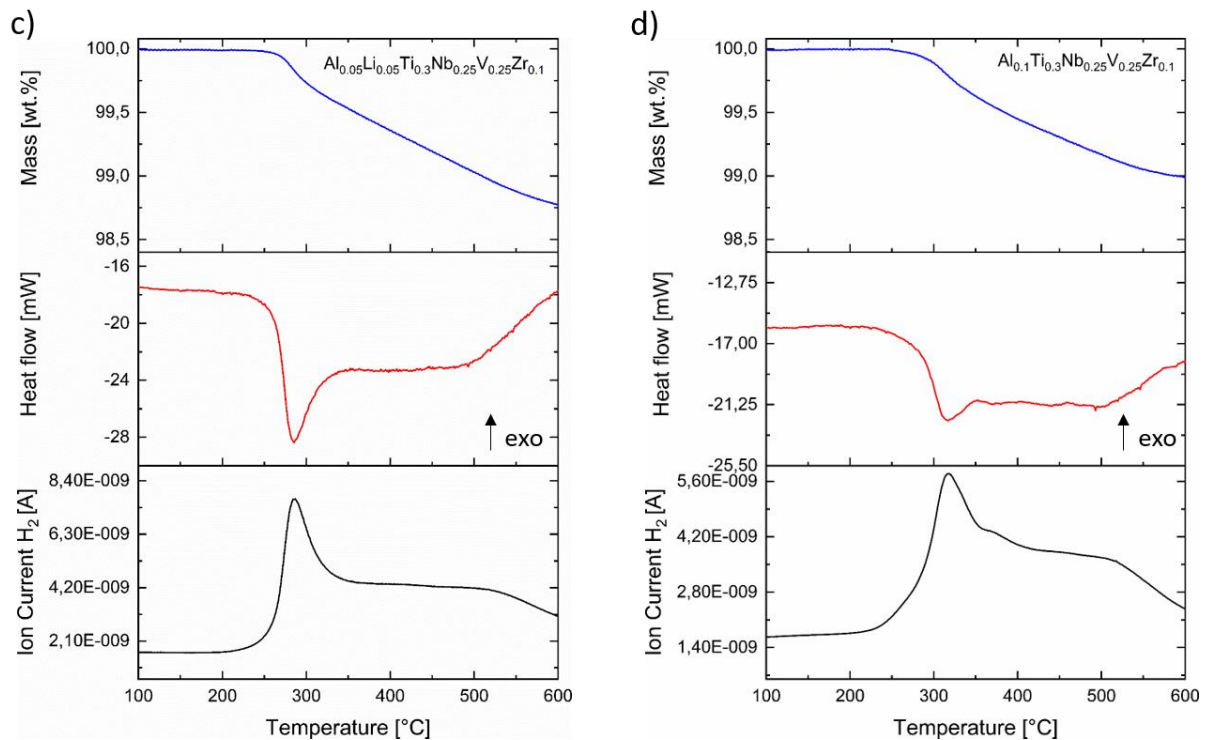 c)
Al0.05Li0.05Ti0.3Nb0.25V0.25Zr0.1
Mass [wt.%]
100,0
99,5
99,0
98,5
Heat flow [mW]
-16
-20
-24
-28
exo
Ion Current H2 [A]
8,40E-009
6,30E-009
4,20E-009
2,10E-009
100 200 300 400 500 600
Temperature [°C]
d)
Al0.1Ti0.3Nb0.25V0.25Zr0.1
Mass [wt.%]
100,0
99,5
99,0
98,5
Heat flow [mW]
-12,75
-17,00
-21,25
-25,50
exo
Ion Current H2 [A]
5,60E-009
4,20E-009
2,80E-009
1,40E-009
100 200 300 400 500 600
Temperature [°C]